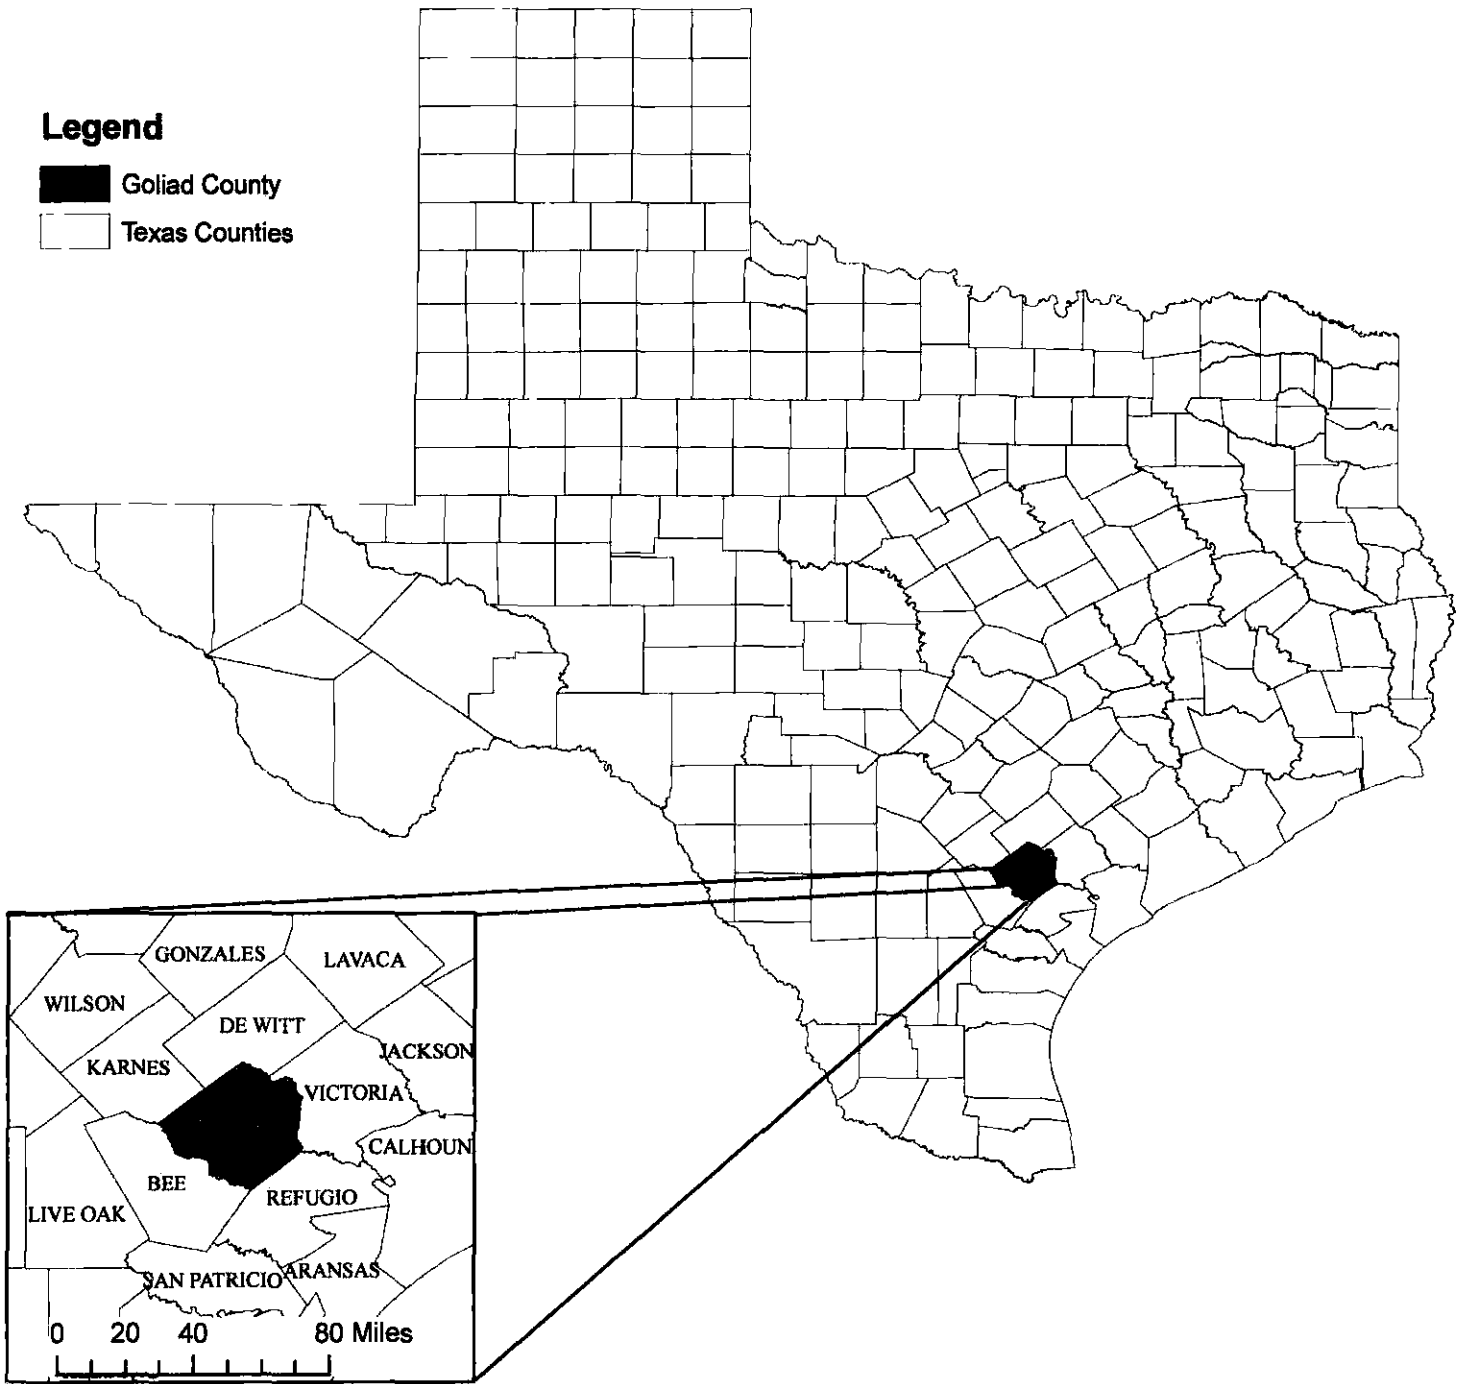 Legend
Goliad County
Texas Counties
GONZALES
LAVACA
WILSON
DE WITT
JACKSON
KARNES
VICTORIA
CALHOUN
BEE
REFUGIO
LIVE OAK
SAN PATRICIO
ARANSAS
0 20 40 80 Miles